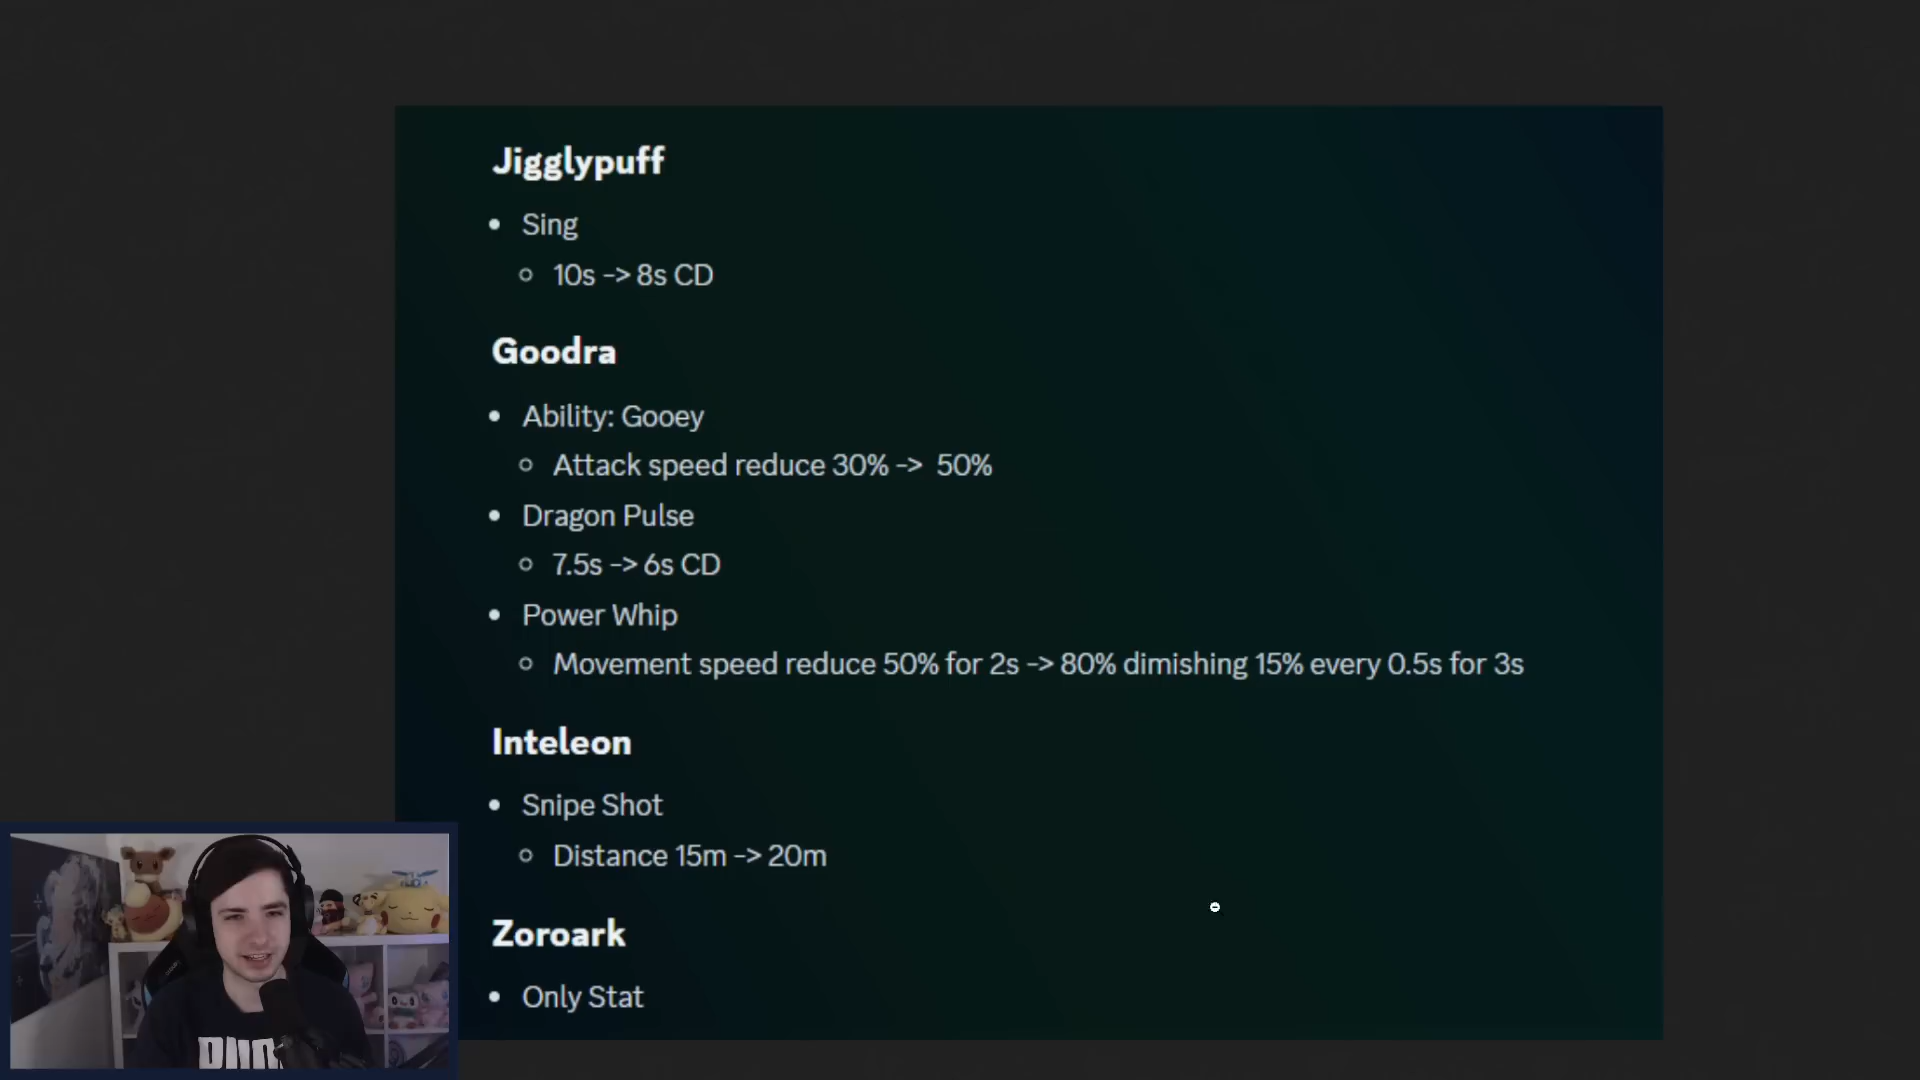 Jigglypuff
• Sing
○ 10s -> 8s CD
Goodra
• Ability: Gooey
○ Attack speed reduce 30% -> 50%
• Dragon Pulse
○ 7.5s -> 6s CD
• Power Whip
○ Movement speed reduce 50% for 2s -> 80% dimishing 15% every 0.5s for 3s
Inteleon
• Snipe Shot
○ Distance 15m -> 20m
Zoroark
• Only Stat